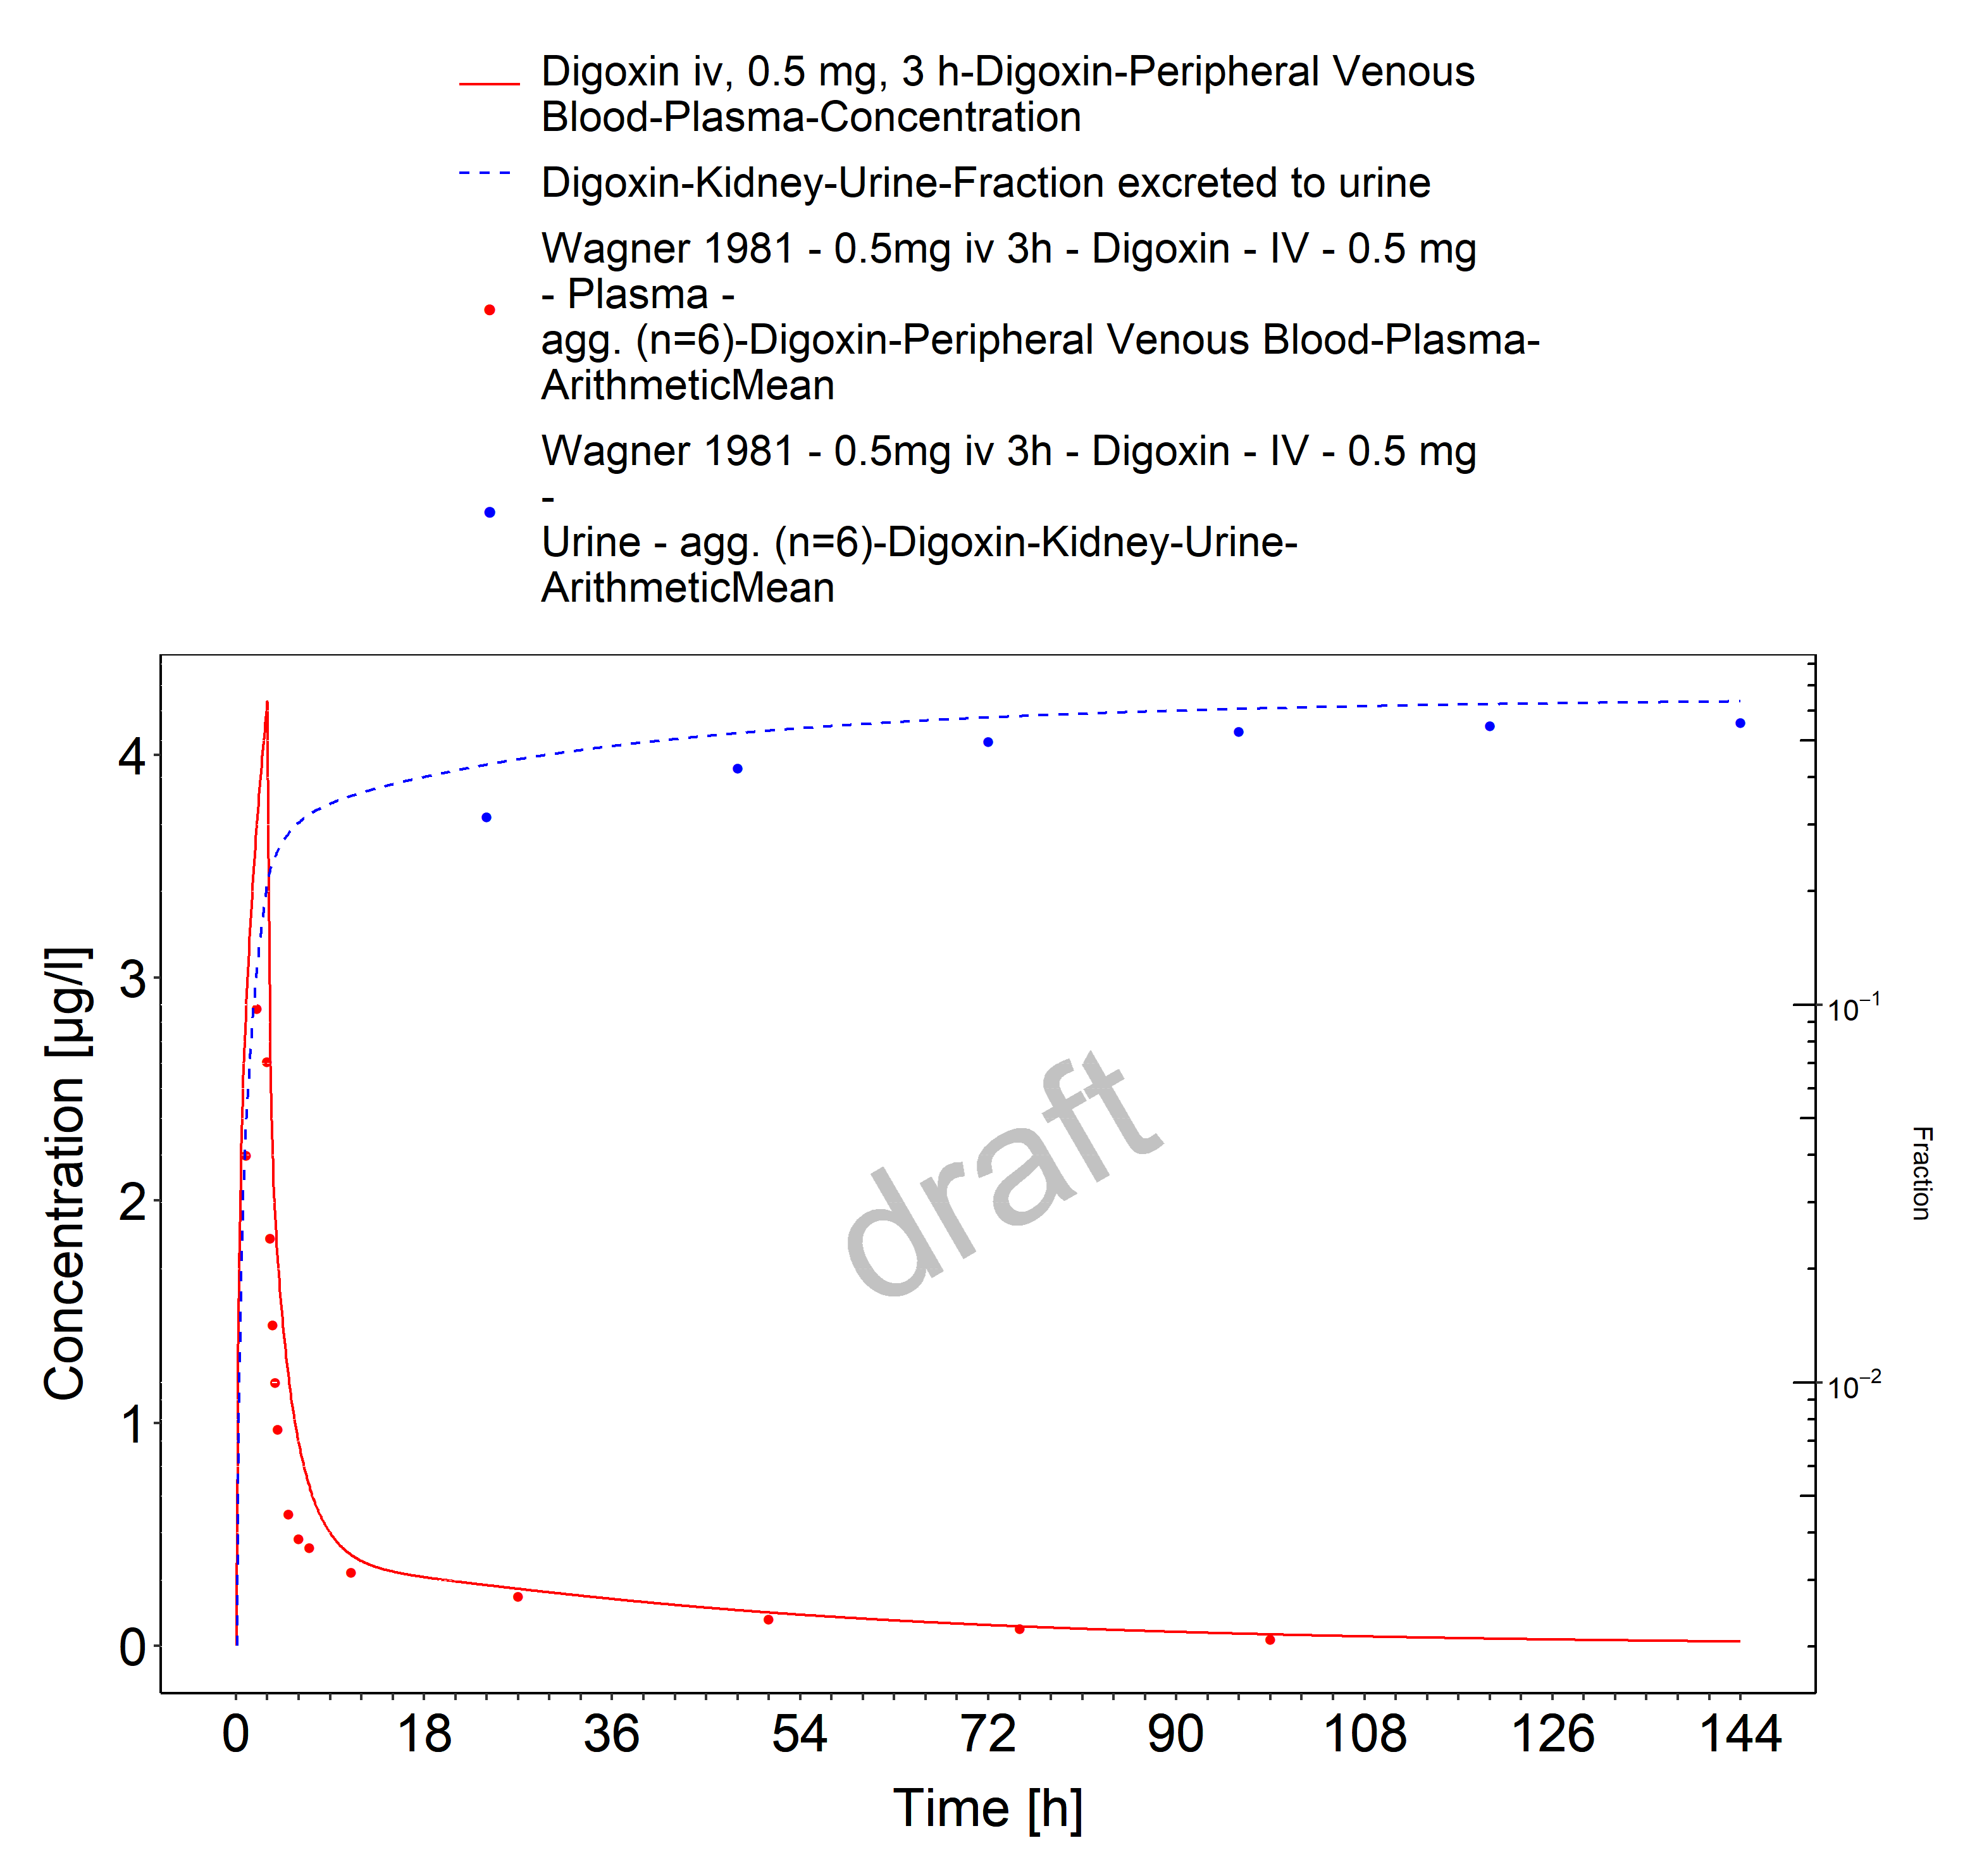 Digoxin iv, 0.5 mg, 3 h-Digoxin-Peripheral Venous
Blood-Plasma-Concentration
Digoxin-Kidney-Urine-Fraction excreted to urine
Wagner 1981 - 0.5mg iv 3h - Digoxin - IV - 0.5 mg
- Plasma -
agg. (n=6)-Digoxin-Peripheral Venous Blood-Plasma-
ArithmeticMean
Wagner 1981 - 0.5mg iv 3h - Digoxin - IV - 0.5 mg
-
Urine - agg. (n=6)-Digoxin-Kidney-Urine-
ArithmeticMean
4
3
2
1
0
Concentration [µg/l]
draft
10⁻¹
10⁻²
Fraction
0 18 36 54 72 90 108 126 144
Time [h]